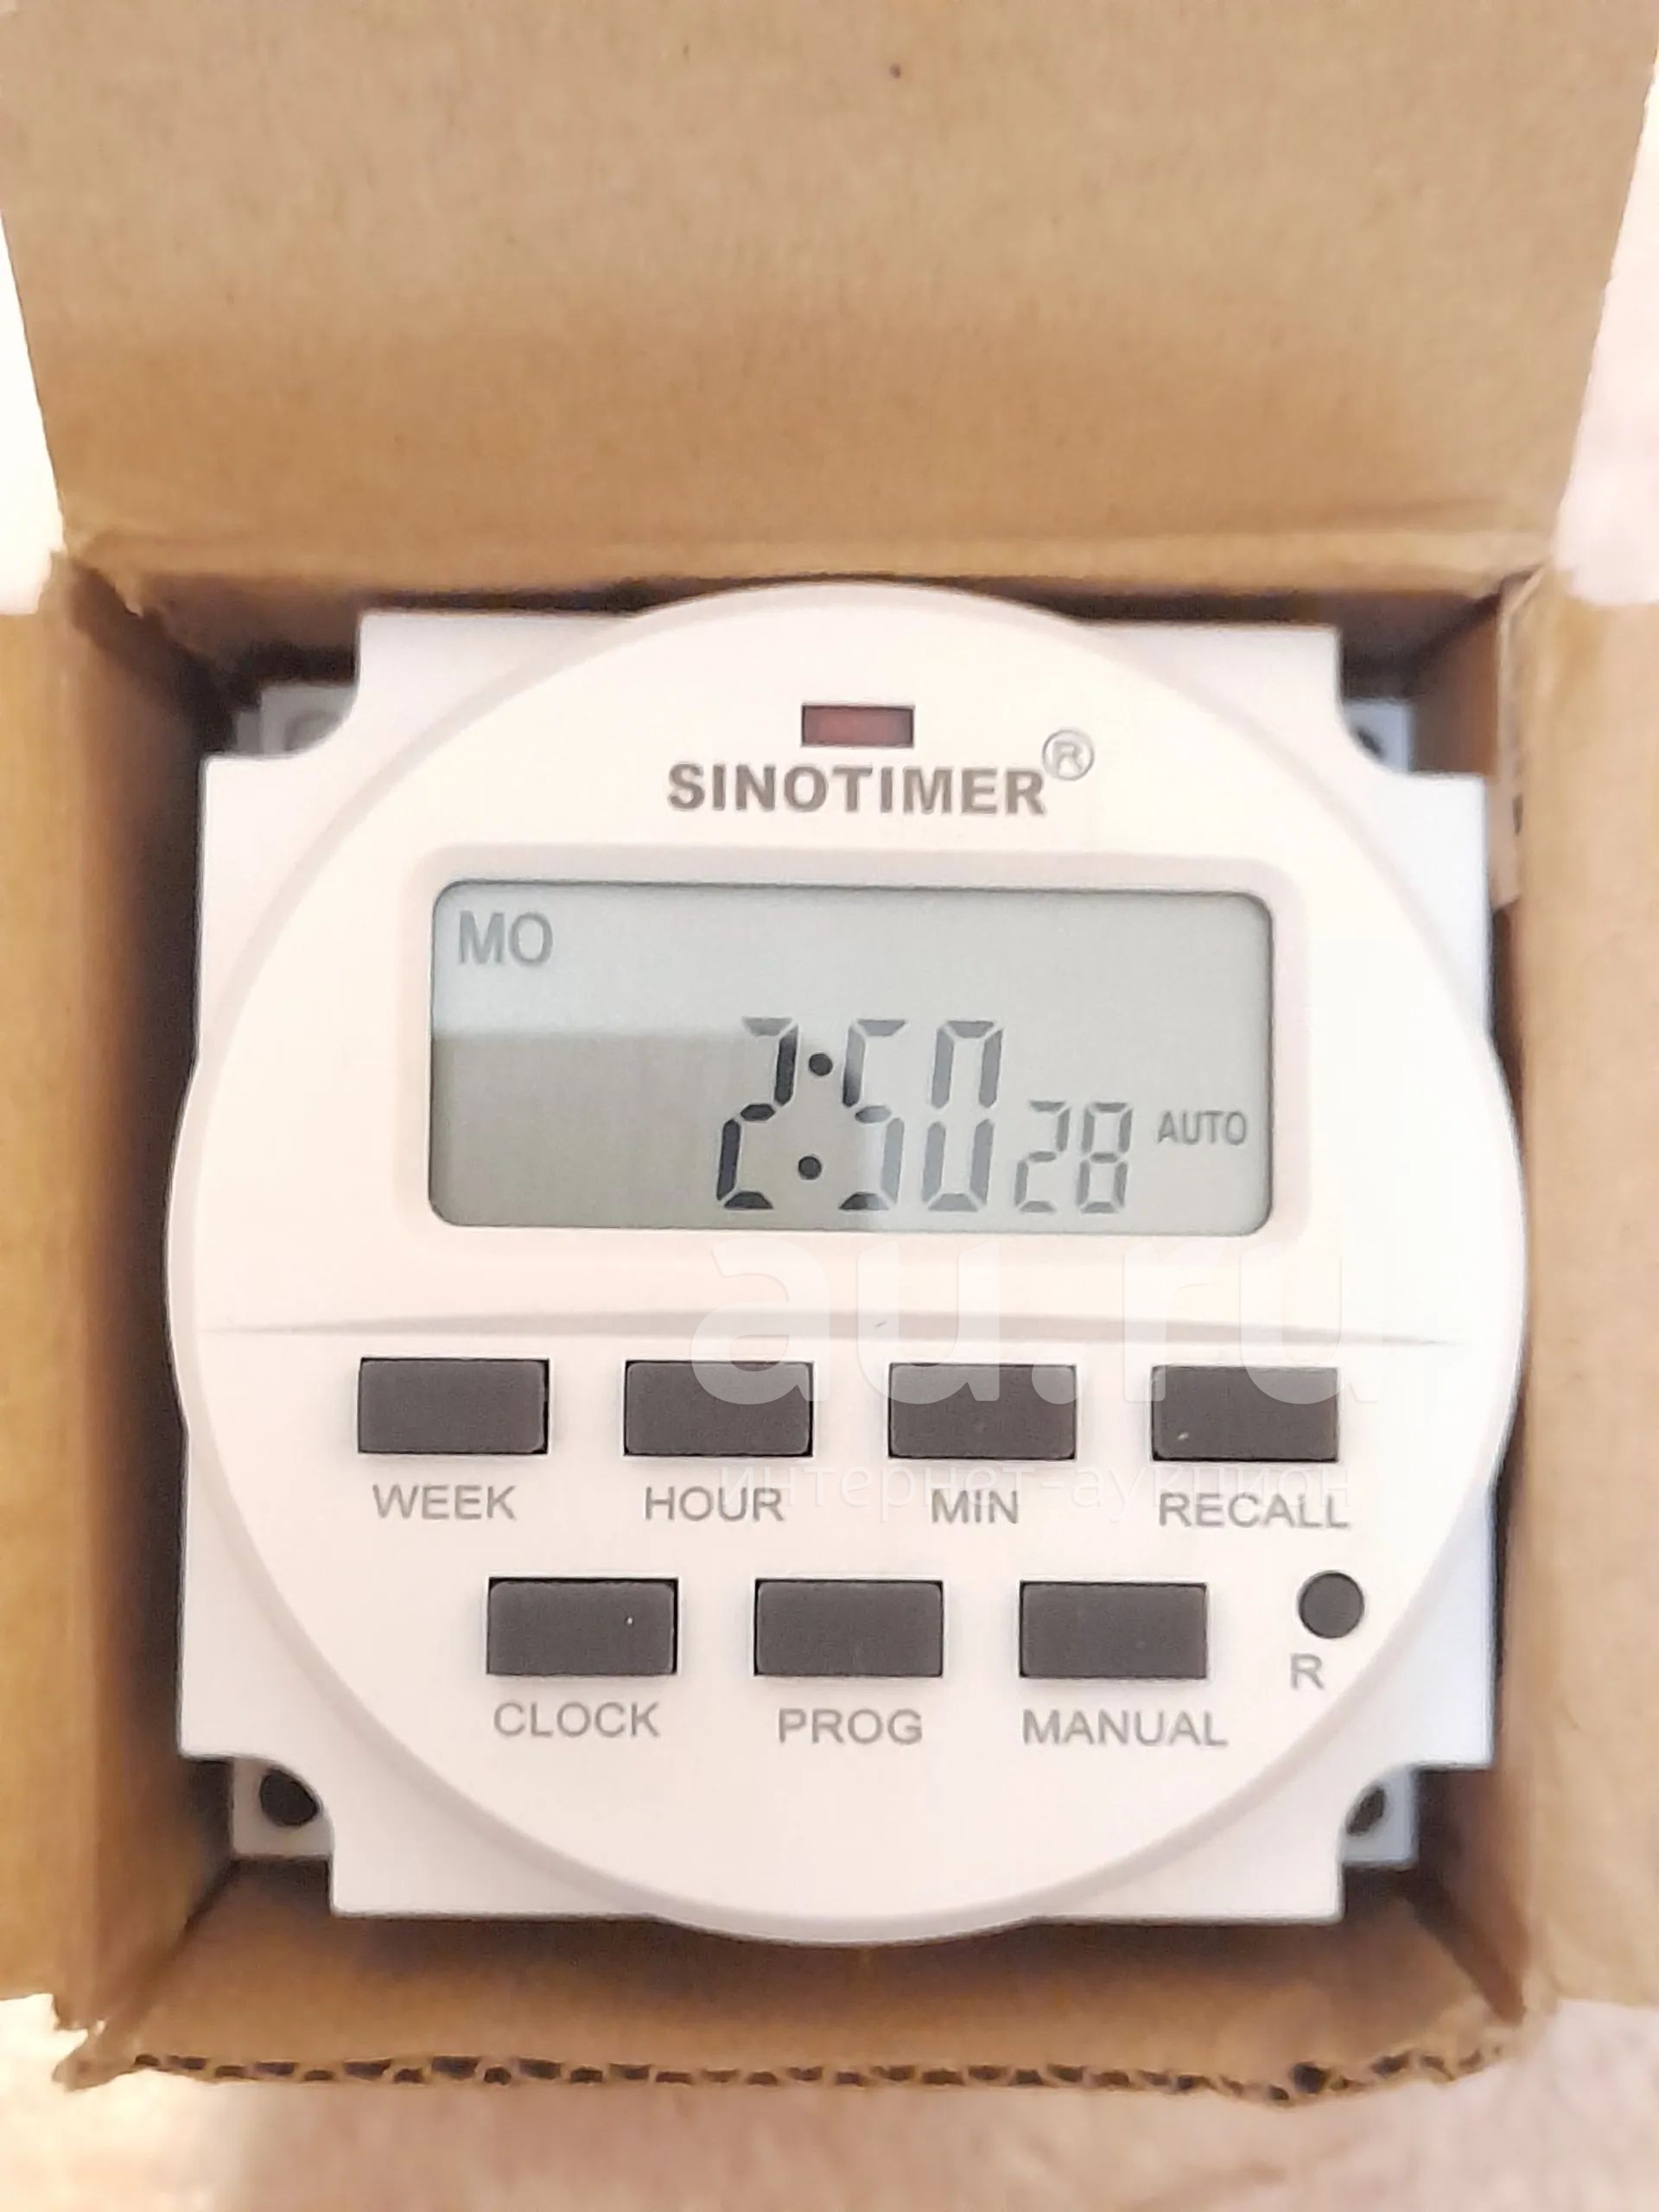 SINOTIMER®
MO
2:50 28 AUTO
au.ru
интернет-аукцион
WEEK HOUR MIN RECALL
CLOCK PROG MANUAL R